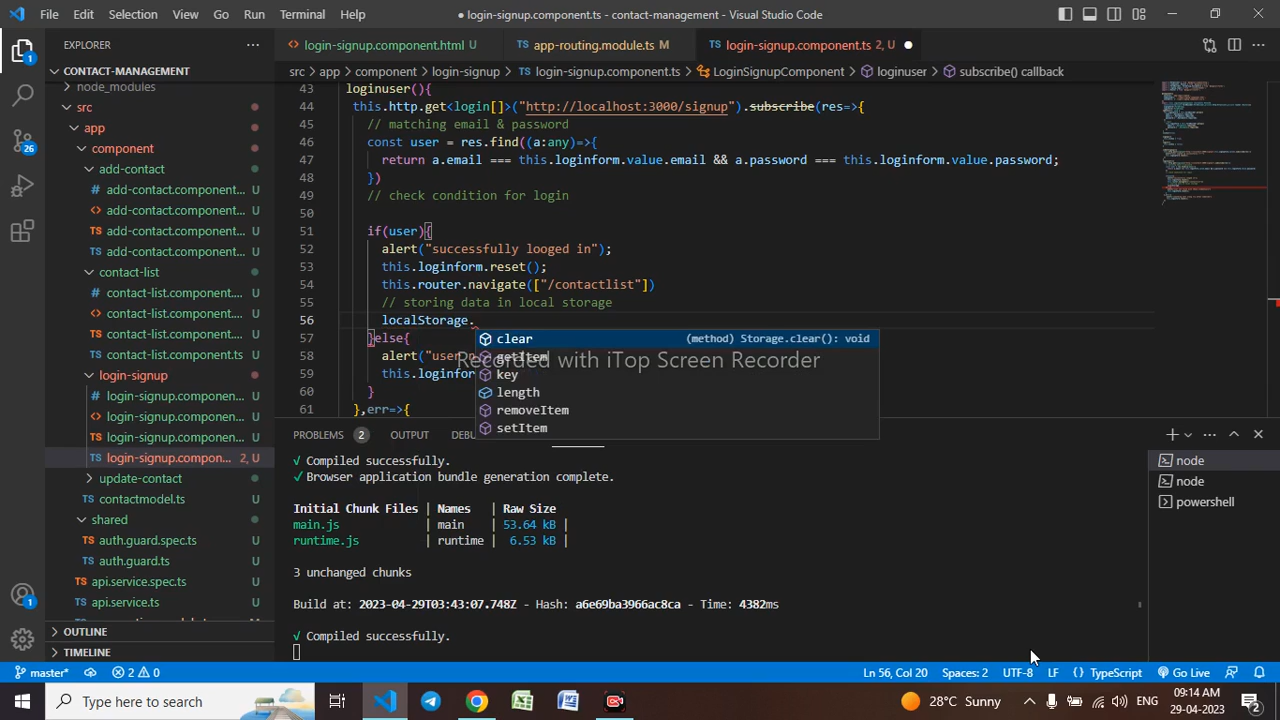 File Edit Selection View Go Run Terminal Help
● login-signup.component.ts - contact-management - Visual Studio Code
EXPLORER
login-signup.component.html U
app-routing.module.ts M
login-signup.component.ts 2, U
CONTACT-MANAGEMENT
src > app > component > login-signup > login-signup.component.ts > LoginSignupComponent > loginuser > subscribe() callback
node_modules
src
app
component
add-contact
add-contact.component... U
add-contact.component... U
add-contact.component... U
add-contact.component... U
contact-list
contact-list.component.... U
contact-list.component.... U
contact-list.component.... U
contact-list.component.ts U
login-signup
login-signup.component... U
login-signup.component... U
login-signup.component... U
login-signup.compon... 2, U
update-contact
contactmodel.ts U
shared
auth.guard.spec.ts U
auth.guard.ts U
api.service.spec.ts U
api.service.ts U
OUTLINE
TIMELINE
1
26
1
43 loginuser(){
44 this.http.get<login[]>("http://localhost:3000/signup").subscribe(res=>{
45 // matching email & password
46 const user = res.find((a:any)=>{
47 return a.email === this.loginform.value.email && a.password === this.loginform.value.password;
48 })
49 // check condition for login
50
51 if(user){
52 alert("successfully looged in");
53 this.loginform.reset();
54 this.router.navigate(["/contactlist"])
55 // storing data in local storage
56 localStorage.
57 }else{
58 alert("user n
59 this.loginfor
60 }
61 },err=>{
clear (method) Storage.clear(): void
getItem
key
length
removeItem
setItem
Recorded with iTop Screen Recorder
PROBLEMS 2 OUTPUT DEBU
√ Compiled successfully.
√ Browser application bundle generation complete.
Initial Chunk Files | Names | Raw Size
main.js | main | 53.64 kB |
runtime.js | runtime | 6.53 kB |
3 unchanged chunks
Build at: 2023-04-29T03:43:07.748Z - Hash: a6e69ba3966ac8ca - Time: 4382ms
√ Compiled successfully.
node
node
powershell
master* 2 0 Ln 56, Col 20 Spaces: 2 UTF-8 LF {} TypeScript Go Live
Type here to search
28°C Sunny
ENG
09:14 AM
29-04-2023
2